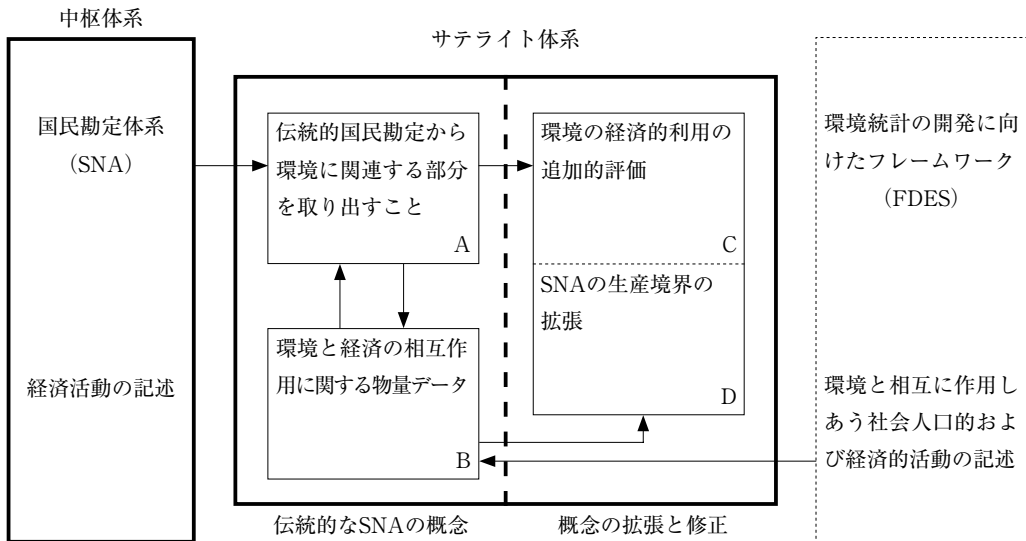 中枢体系
サテライト体系
国民勘定体系
（SNA）
経済活動の記述
伝統的国民勘定から
環境に関連する部分
を取り出すこと
A
環境と経済の相互作
用に関する物量データ
B
環境の経済的利用の
追加的評価
C
SNAの生産境界の
拡張
D
環境統計の開発に向
けたフレームワーク
（FDES）
環境と相互に作用し
あう社会人口的およ
び経済的活動の記述
伝統的なSNAの概念
概念の拡張と修正